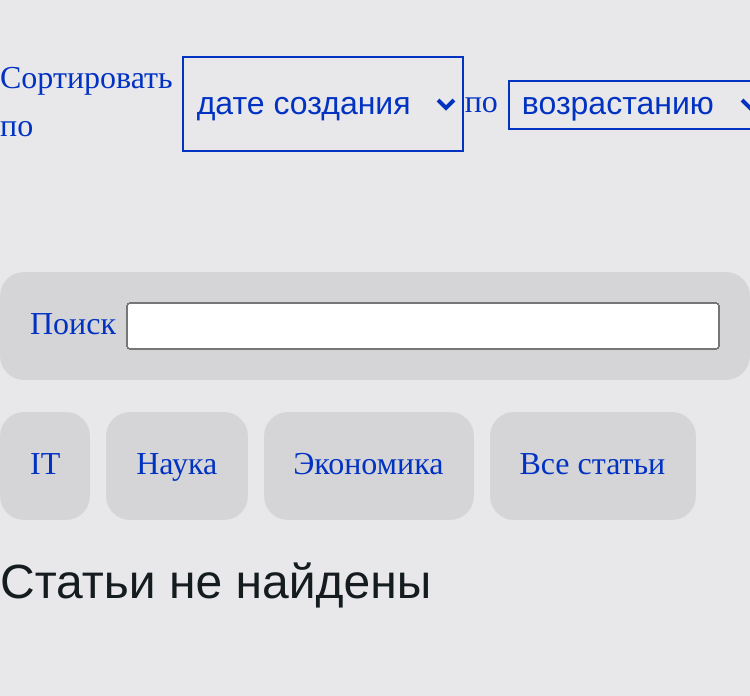 Сортировать
по
дате создания
по
возрастанию
Поиск
IT
Наука
Экономика
Все статьи
Статьи не найдены